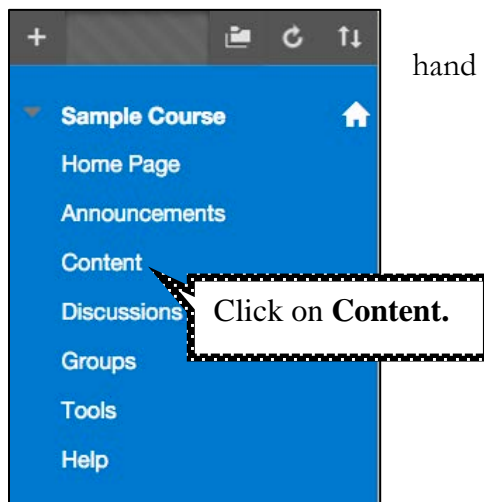 hand
Sample Course
Home Page
Announcements
Content
Discussions
Click on Content.
Groups
Tools
Help